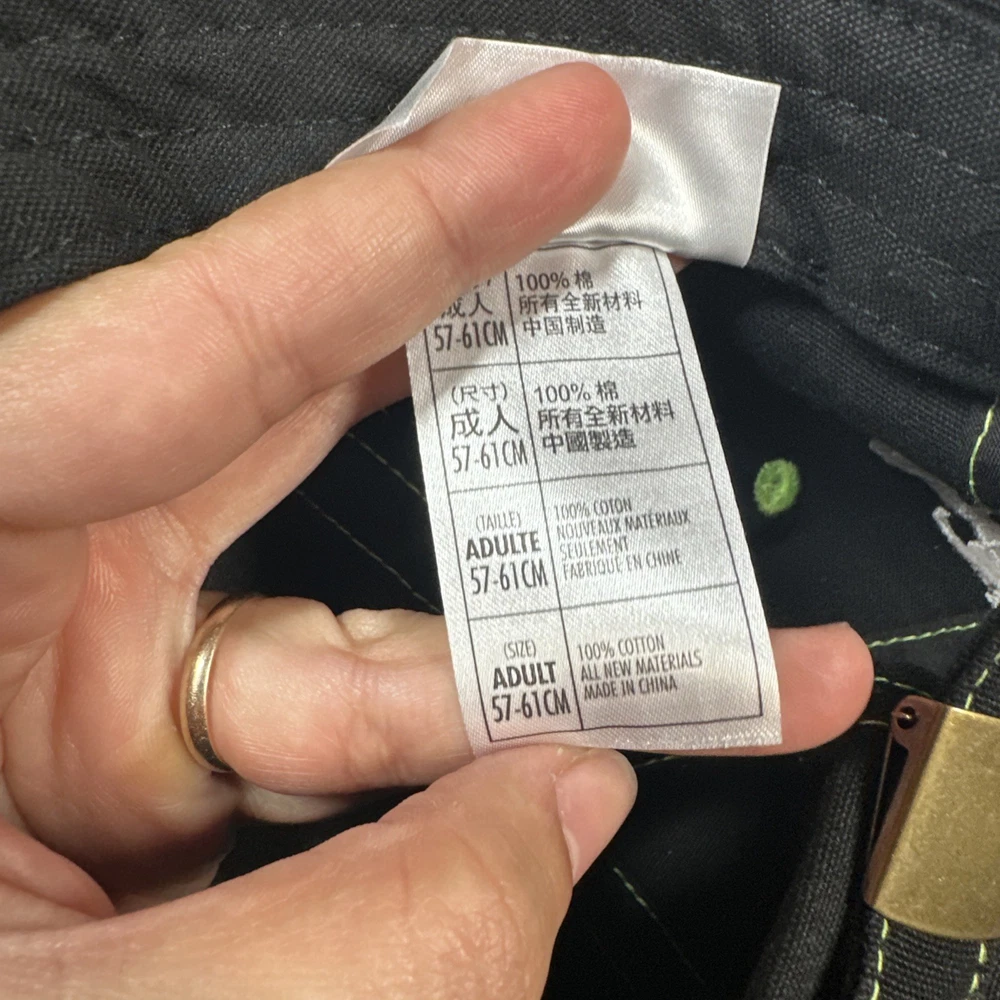 成人
57-61CM
100% 棉
所有全新材料
中国制造
(尺寸)
成人
57-61CM
100% 棉
所有全新材料
中國製造
(TAILLE)
ADULTE
57-61CM
100% COTON
NOUVEAUX MATÉRIAUX
SEULEMENT
FABRIQUÉ EN CHINE
(SIZE)
ADULT
57-61CM
100% COTTON
ALL NEW MATERIALS
MADE IN CHINA